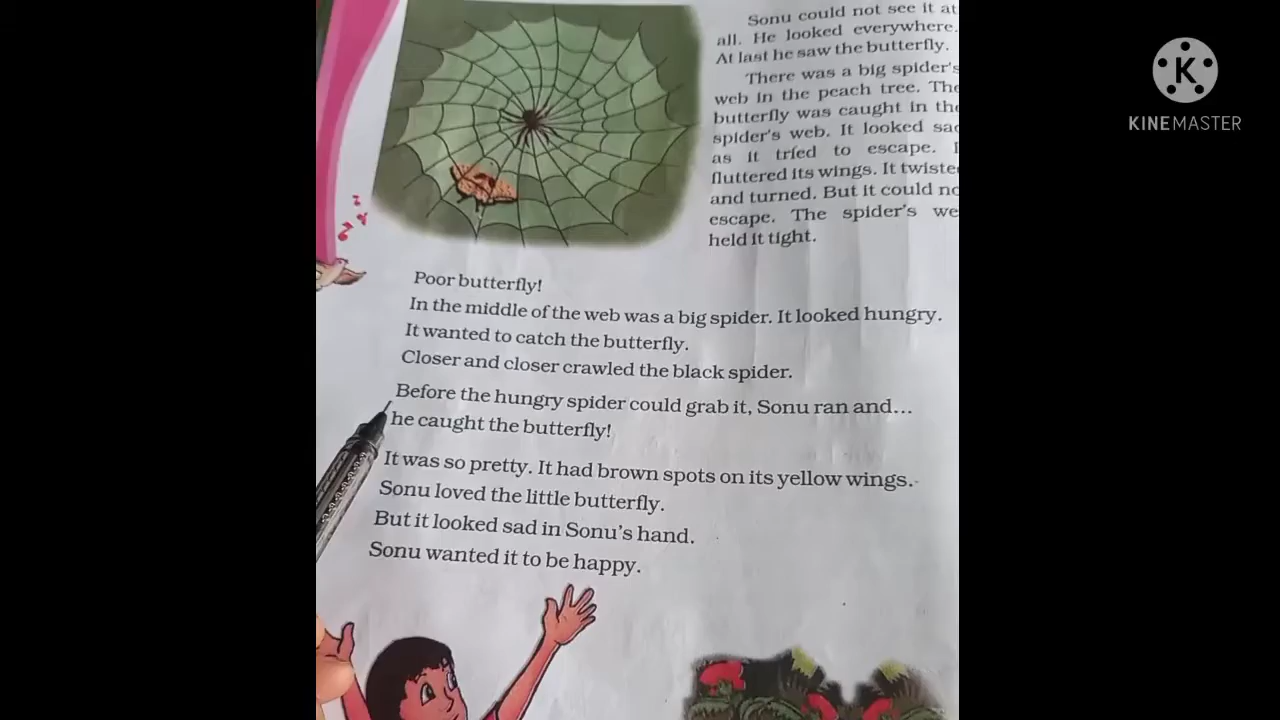 Sonu could not see it at
all. He looked everywhere.
At last he saw the butterfly.
There was a big spider's
web in the peach tree. The
butterfly was caught in the
spider's web. It looked sad
as it tried to escape.
fluttered its wings. It twisted
and turned. But it could
escape. The spider's
held it tight.
Poor butterfly!
In the middle of the web was a big spider. It looked hungry.
It wanted to catch the butterfly.
Closer and closer crawled the black spider.
Before the hungry spider could grab it, Sonu ran and...
he caught the butterfly!
It was so pretty. It had brown spots on its yellow wings.
Sonu loved the little butterfly.
But it looked sad in Sonu's hand.
Sonu wanted it to be happy.
K
KINEMASTER